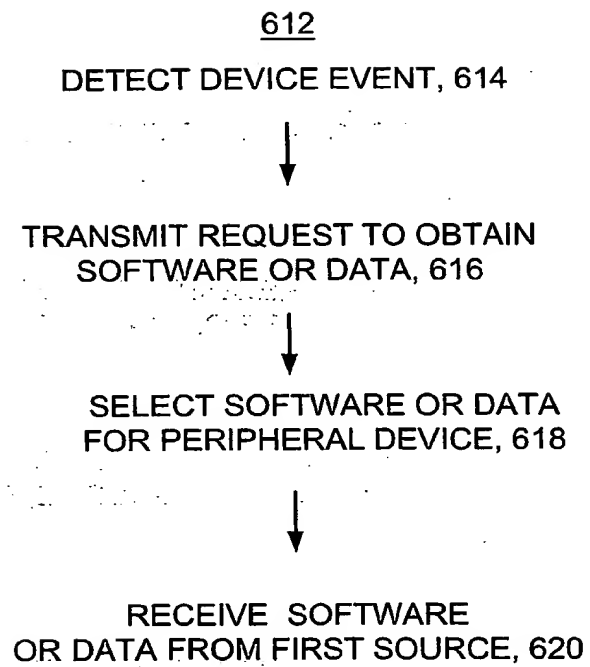 612
DETECT DEVICE EVENT, 614
TRANSMIT REQUEST TO OBTAIN
SOFTWARE OR DATA, 616
SELECT SOFTWARE OR DATA
FOR PERIPHERAL DEVICE, 618
RECEIVE SOFTWARE
OR DATA FROM FIRST SOURCE, 620